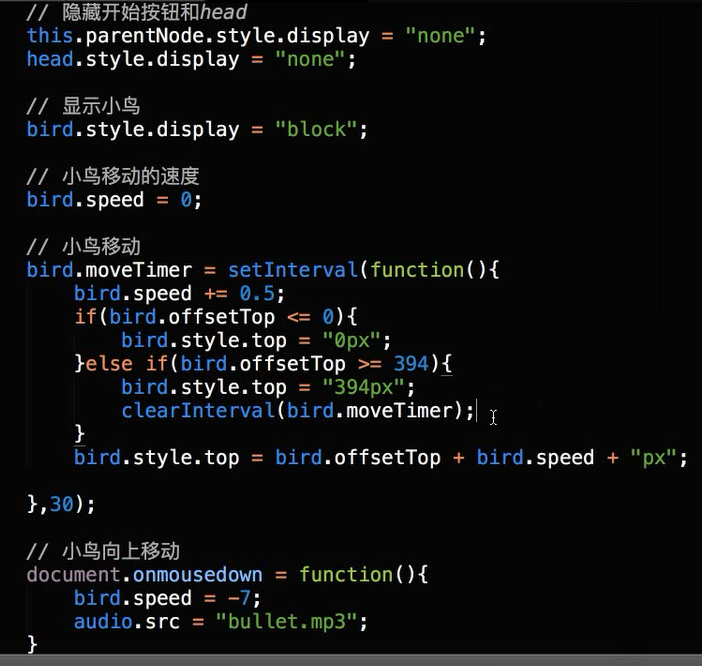 // 隐藏开始按钮和head
this.parentNode.style.display = "none";
head.style.display = "none";
// 显示小鸟
bird.style.display = "block";
// 小鸟移动的速度
bird.speed = 0;
// 小鸟移动
bird.moveTimer = setInterval(function(){
bird.speed += 0.5;
if(bird.offsetTop <= 0){
bird.style.top = "0px";
}else if(bird.offsetTop >= 394){
bird.style.top = "394px";
clearInterval(bird.moveTimer);
}
bird.style.top = bird.offsetTop + bird.speed + "px";
},30);
// 小鸟向上移动
document.onmousedown = function(){
bird.speed = -7;
audio.src = "bullet.mp3";
}